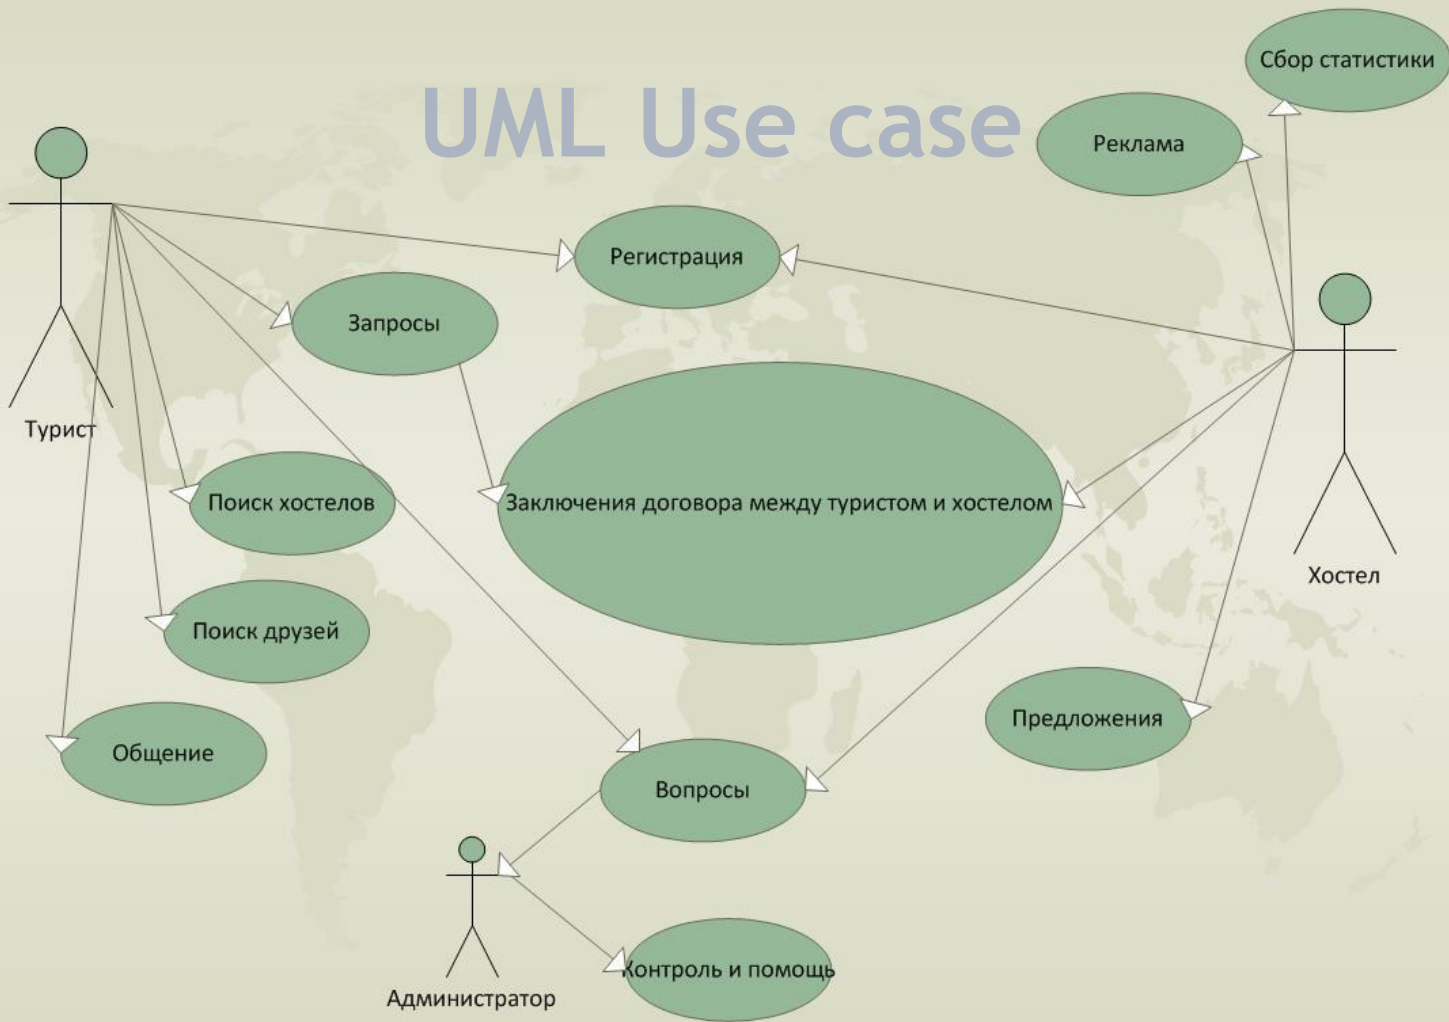 Сбор статистики
UML Use case
Реклама
Регистрация
Запросы
Турист
Поиск хостелов
Заключения договора между туристом и хостелом
Хостел
Поиск друзей
Предложения
Общение
Вопросы
Контроль и помощь
Администратор